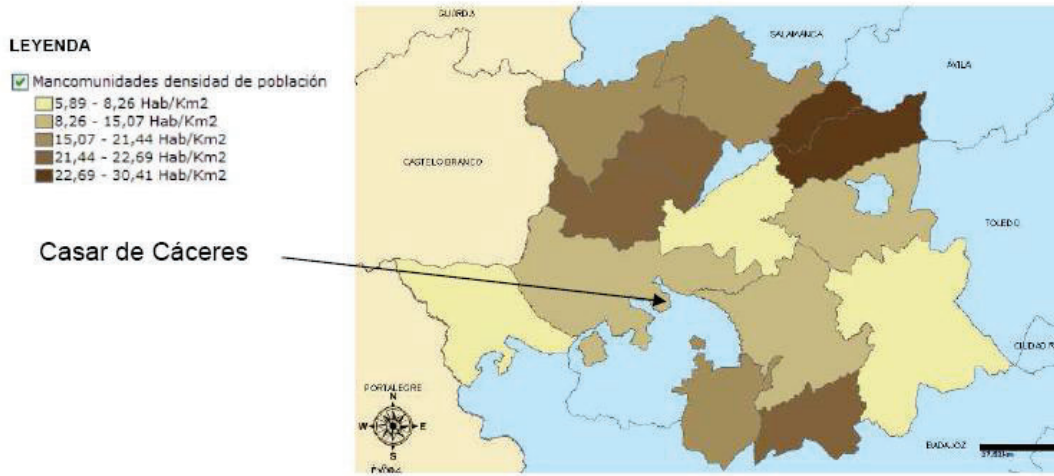 LEYENDA
Mancomunidades densidad de población
5,89 - 8,26 Hab/Km2
8,26 - 15,07 Hab/Km2
15,07 - 21,44 Hab/Km2
21,44 - 22,69 Hab/Km2
22,69 - 30,41 Hab/Km2
Casar de Cáceres
GUARDA
SALAMANCA
ÁVILA
CASTELO BRANCO
TOLEDO
CIUDAD R
PORTALEGRE
BADAJOZ
N
W
E
S